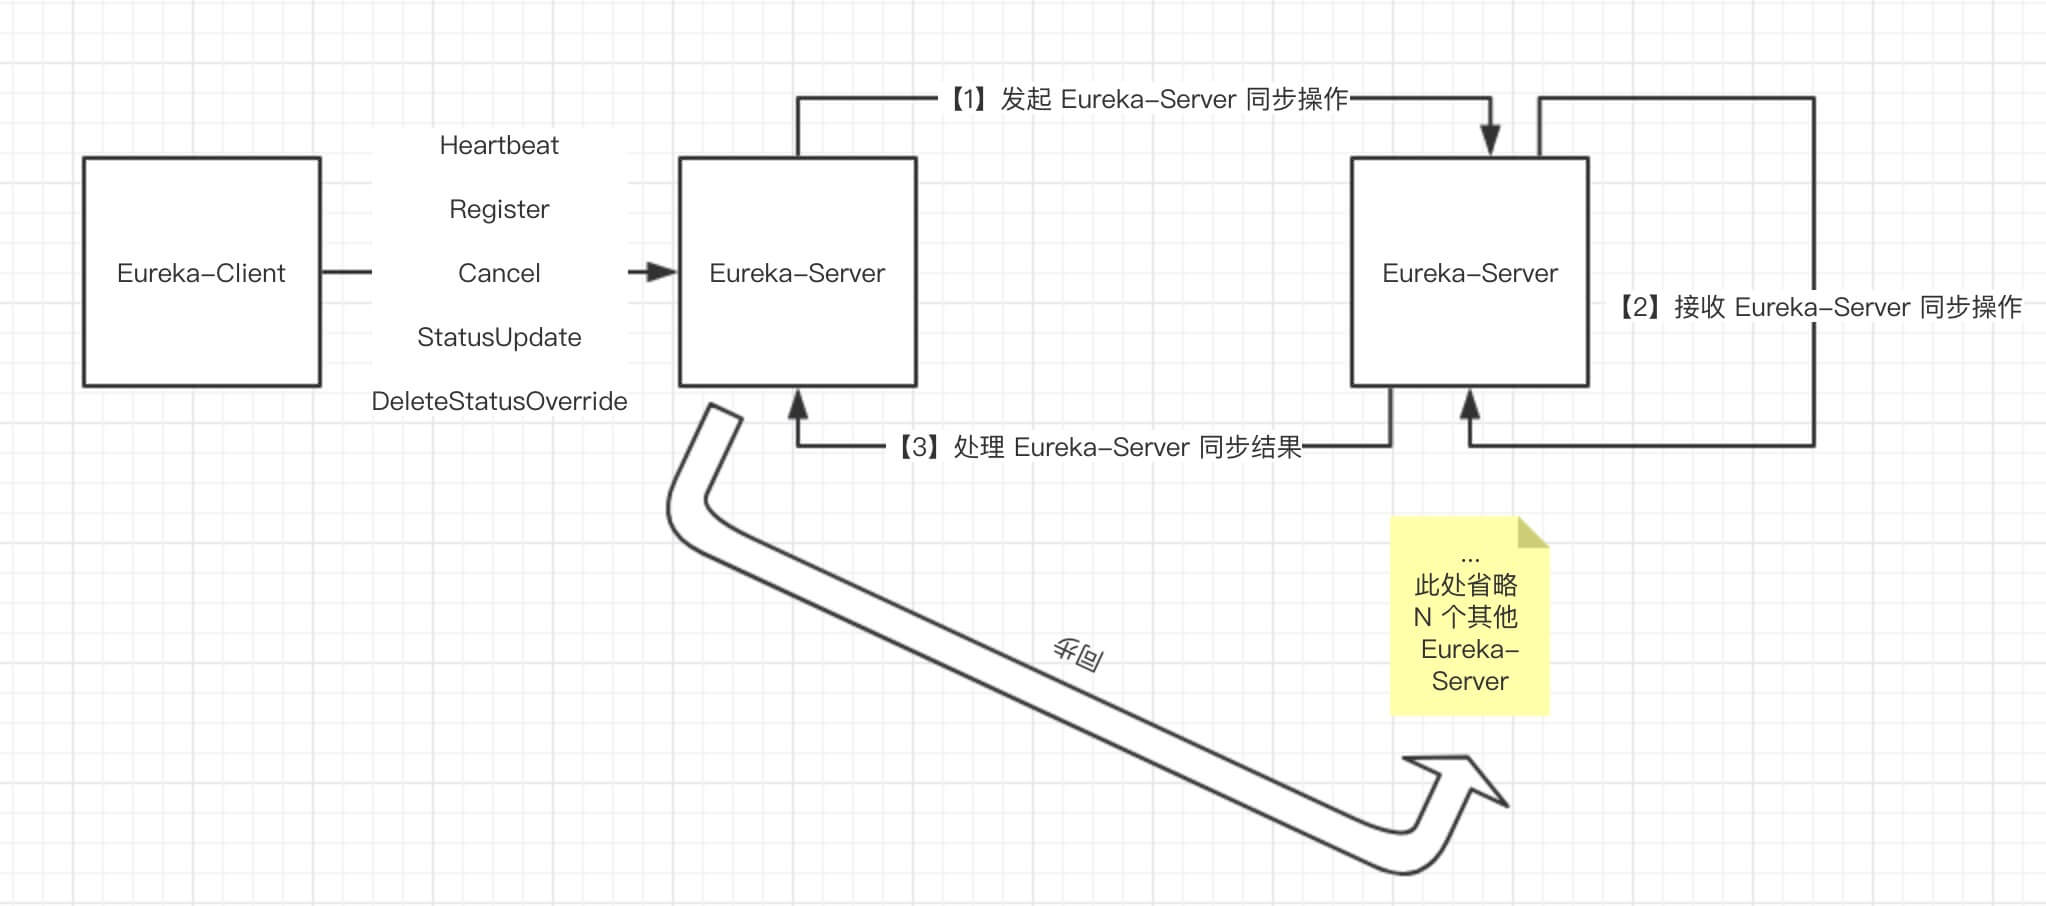 【1】发起 Eureka–Server 同步操作
Heartbeat
Register
Eureka–Client
Cancel
Eureka–Server
Eureka–Server
StatusUpdate
DeleteStatusOverride
【2】接收 Eureka–Server 同步操作
【3】处理 Eureka–Server 同步结果
同步
...
此处省略
N 个其他
Eureka–
Server